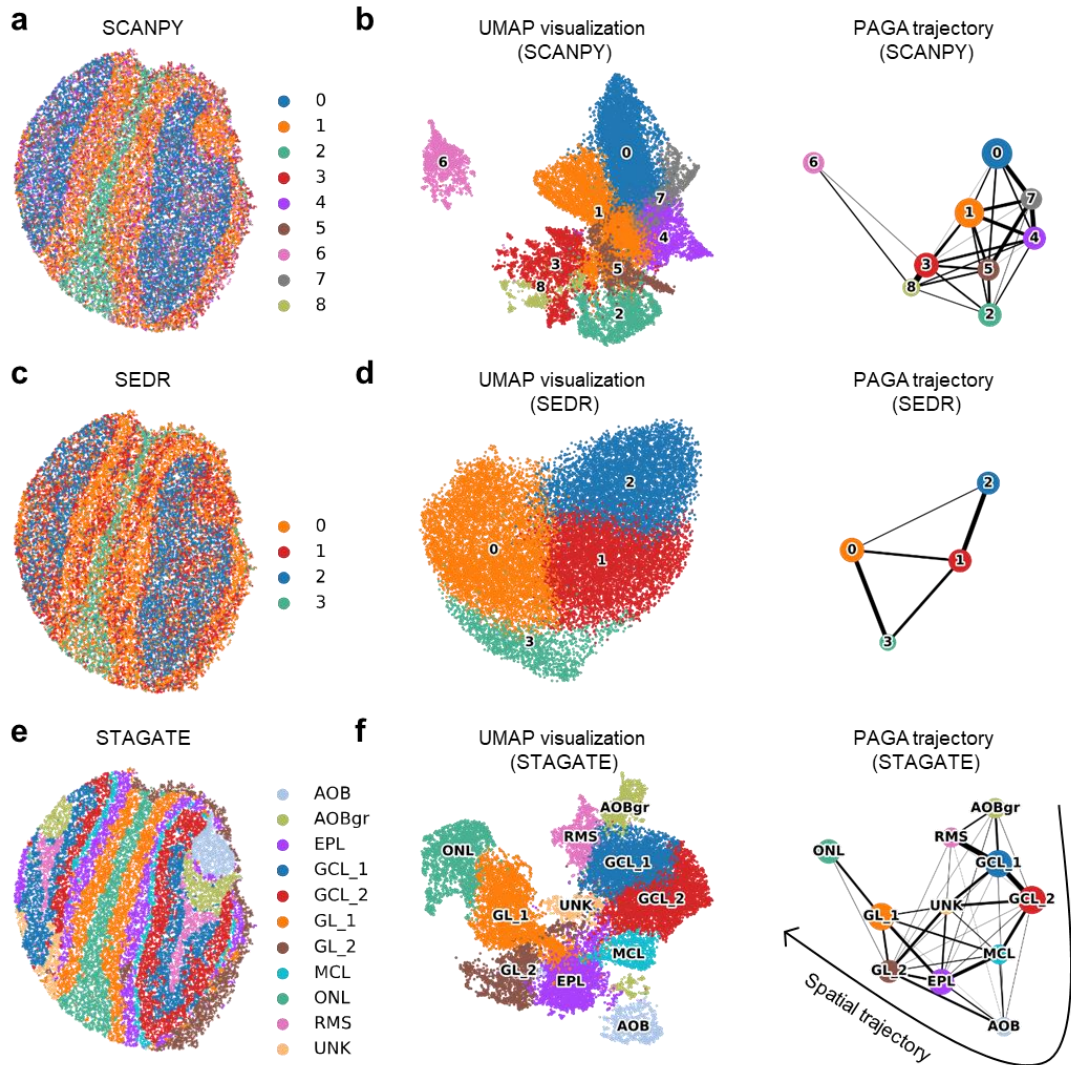 a
SCANPY
0
1
2
3
4
5
6
7
8
b
UMAP visualization
(SCANPY)
6
0
7
1
4
3
5
8
2
PAGA trajectory
(SCANPY)
6
0
7
1
4
3
5
8
2
c
SEDR
0
1
2
3
d
UMAP visualization
(SEDR)
2
0
1
3
PAGA trajectory
(SEDR)
2
0
1
3
e
STAGATE
AOB
AOBgr
EPL
GCL_1
GCL_2
GL_1
GL_2
MCL
ONL
RMS
UNK
f
UMAP visualization
(STAGATE)
AOBgr
RMS
ONL
GCL_1
GCL_2
UNK
GL_1
MCL
GL_2
EPL
AOB
PAGA trajectory
(STAGATE)
AOBgr
RMS
ONL
GCL_1
GCL_2
UNK
GL_1
MCL
GL_2
EPL
AOB
Spatial trajectory